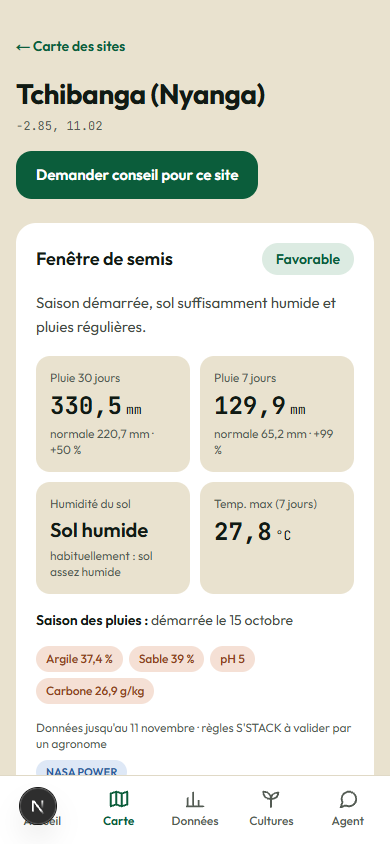 ← Carte des sites
Tchibanga (Nyanga)
-2.85, 11.02
Demander conseil pour ce site
Fenêtre de semis
Favorable
Saison démarrée, sol suffisamment humide et
pluies régulières.
Pluie 30 jours
330,5 mm
normale 220,7 mm ·
+50 %
Pluie 7 jours
129,9 mm
normale 65,2 mm · +99
%
Humidité du sol
Sol humide
habituellement : sol
assez humide
Temp. max (7 jours)
27,8 °C
Saison des pluies : démarrée le 15 octobre
Argile 37,4 %
Sable 39 %
pH 5
Carbone 26,9 g/kg
Données jusqu'au 11 novembre · règles S'STACK à valider par
un agronome
NASA POWER
N
Carte
Données
Cultures
Agent